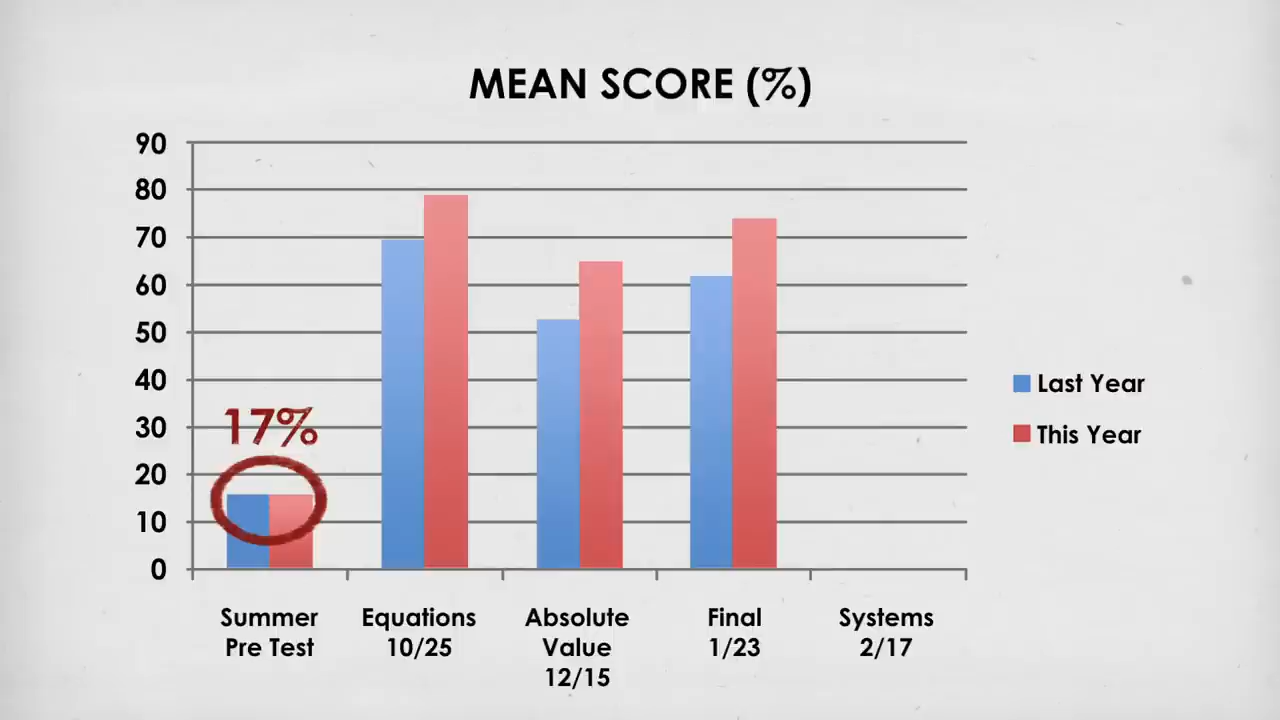 MEAN SCORE (%)
90
80
70
60
50
40
30
20
10
0
17%
Last Year
This Year
Summer
Pre Test
Equations
10/25
Absolute
Value
12/15
Final
1/23
Systems
2/17